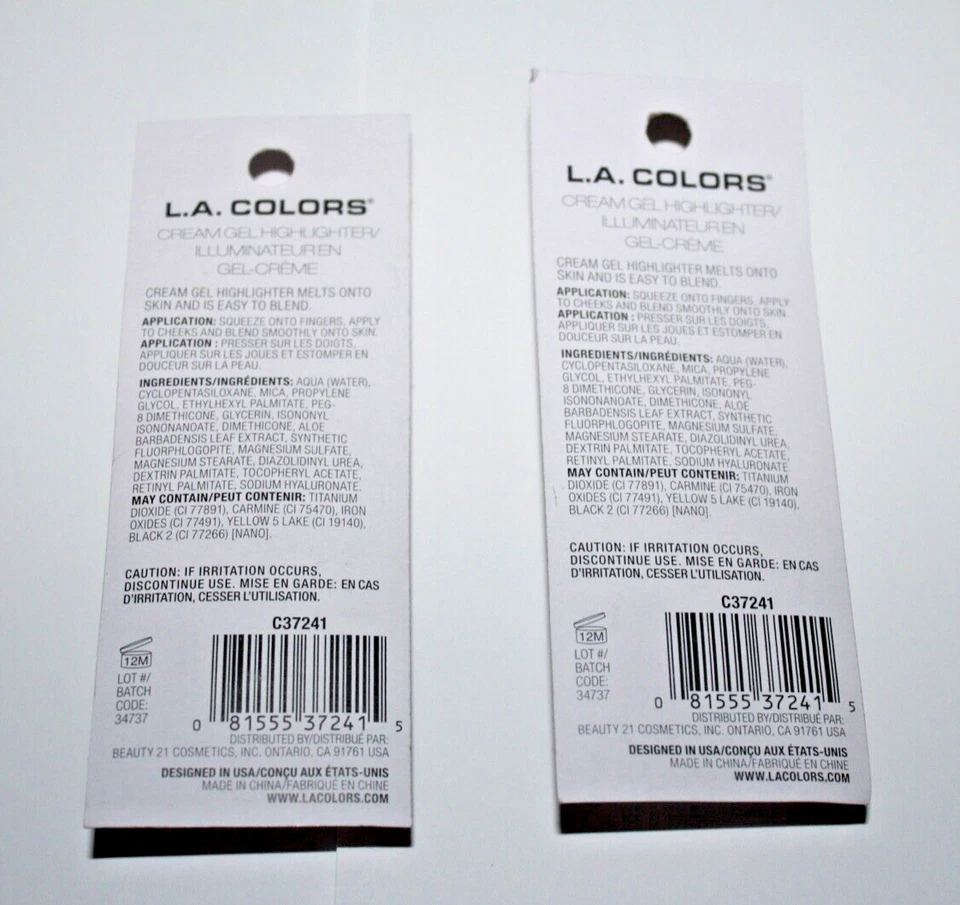 L.A. COLORS®
CREAM GEL HIGHLIGHTER/
ILLUMINATEUR EN
GEL-CRÈME
CREAM GEL HIGHLIGHTER MELTS ONTO
SKIN AND IS EASY TO BLEND.
APPLICATION: SQUEEZE ONTO FINGERS, APPLY
TO CHEEKS AND BLEND SMOOTHLY ONTO SKIN.
APPLICATION : PRESSER SUR LES DOIGTS,
APPLIQUER SUR LES JOUES ET ESTOMPER EN
DOUCEUR SUR LA PEAU.
INGREDIENTS/INGRÉDIENTS: AQUA (WATER),
CYCLOPENTASILOXANE, MICA, PROPYLENE
GLYCOL, ETHYLHEXYL PALMITATE, PEG-
8 DIMETHICONE, GLYCERIN, ISONONYL
ISONONANOATE, DIMETHICONE, ALOE
BARBADENSIS LEAF EXTRACT, SYNTHETIC
FLUORPHLOGOPITE, MAGNESIUM SULFATE,
MAGNESIUM STEARATE, DIAZOLIDINYL UREA,
DEXTRIN PALMITATE, TOCOPHERYL ACETATE,
RETINYL PALMITATE, SODIUM HYALURONATE.
MAY CONTAIN/PEUT CONTENIR: TITANIUM
DIOXIDE (CI 77891), CARMINE (CI 75470), IRON
OXIDES (CI 77491), YELLOW 5 LAKE (CI 19140),
BLACK 2 (CI 77266) [NANO].
CAUTION: IF IRRITATION OCCURS,
DISCONTINUE USE. MISE EN GARDE: EN CAS
D'IRRITATION, CESSER L'UTILISATION.
C37241
12M
LOT #/
BATCH
CODE:
34737
0 81555 37241 5
DISTRIBUTED BY/DISTRIBUÉ PAR:
BEAUTY 21 COSMETICS, INC. ONTARIO, CA 91761 USA
DESIGNED IN USA/CONÇU AUX ÉTATS-UNIS
MADE IN CHINA/FABRIQUÉ EN CHINE
WWW.LACOLORS.COM
L.A. COLORS®
CREAM GEL HIGHLIGHTER/
ILLUMINATEUR EN
GEL-CRÈME
CREAM GEL HIGHLIGHTER MELTS ONTO
SKIN AND IS EASY TO BLEND.
APPLICATION: SQUEEZE ONTO FINGERS, APPLY
TO CHEEKS AND BLEND SMOOTHLY ONTO SKIN.
APPLICATION : PRESSER SUR LES DOIGTS,
APPLIQUER SUR LES JOUES ET ESTOMPER EN
DOUCEUR SUR LA PEAU.
INGREDIENTS/INGRÉDIENTS: AQUA (WATER),
CYCLOPENTASILOXANE, MICA, PROPYLENE
GLYCOL, ETHYLHEXYL PALMITATE, PEG-
8 DIMETHICONE, GLYCERIN, ISONONYL
ISONONANOATE, DIMETHICONE, ALOE
BARBADENSIS LEAF EXTRACT, SYNTHETIC
FLUORPHLOGOPITE, MAGNESIUM SULFATE,
MAGNESIUM STEARATE, DIAZOLIDINYL UREA,
DEXTRIN PALMITATE, TOCOPHERYL ACETATE,
RETINYL PALMITATE, SODIUM HYALURONATE.
MAY CONTAIN/PEUT CONTENIR: TITANIUM
DIOXIDE (CI 77891), CARMINE (CI 75470), IRON
OXIDES (CI 77491), YELLOW 5 LAKE (CI 19140),
BLACK 2 (CI 77266) [NANO].
CAUTION: IF IRRITATION OCCURS,
DISCONTINUE USE. MISE EN GARDE: EN CAS
D'IRRITATION, CESSER L'UTILISATION.
C37241
12M
LOT #/
BATCH
CODE:
34737
0 81555 37241 5
DISTRIBUTED BY/DISTRIBUÉ PAR:
BEAUTY 21 COSMETICS, INC. ONTARIO, CA 91761 USA
DESIGNED IN USA/CONÇU AUX ÉTATS-UNIS
MADE IN CHINA/FABRIQUÉ EN CHINE
WWW.LACOLORS.COM